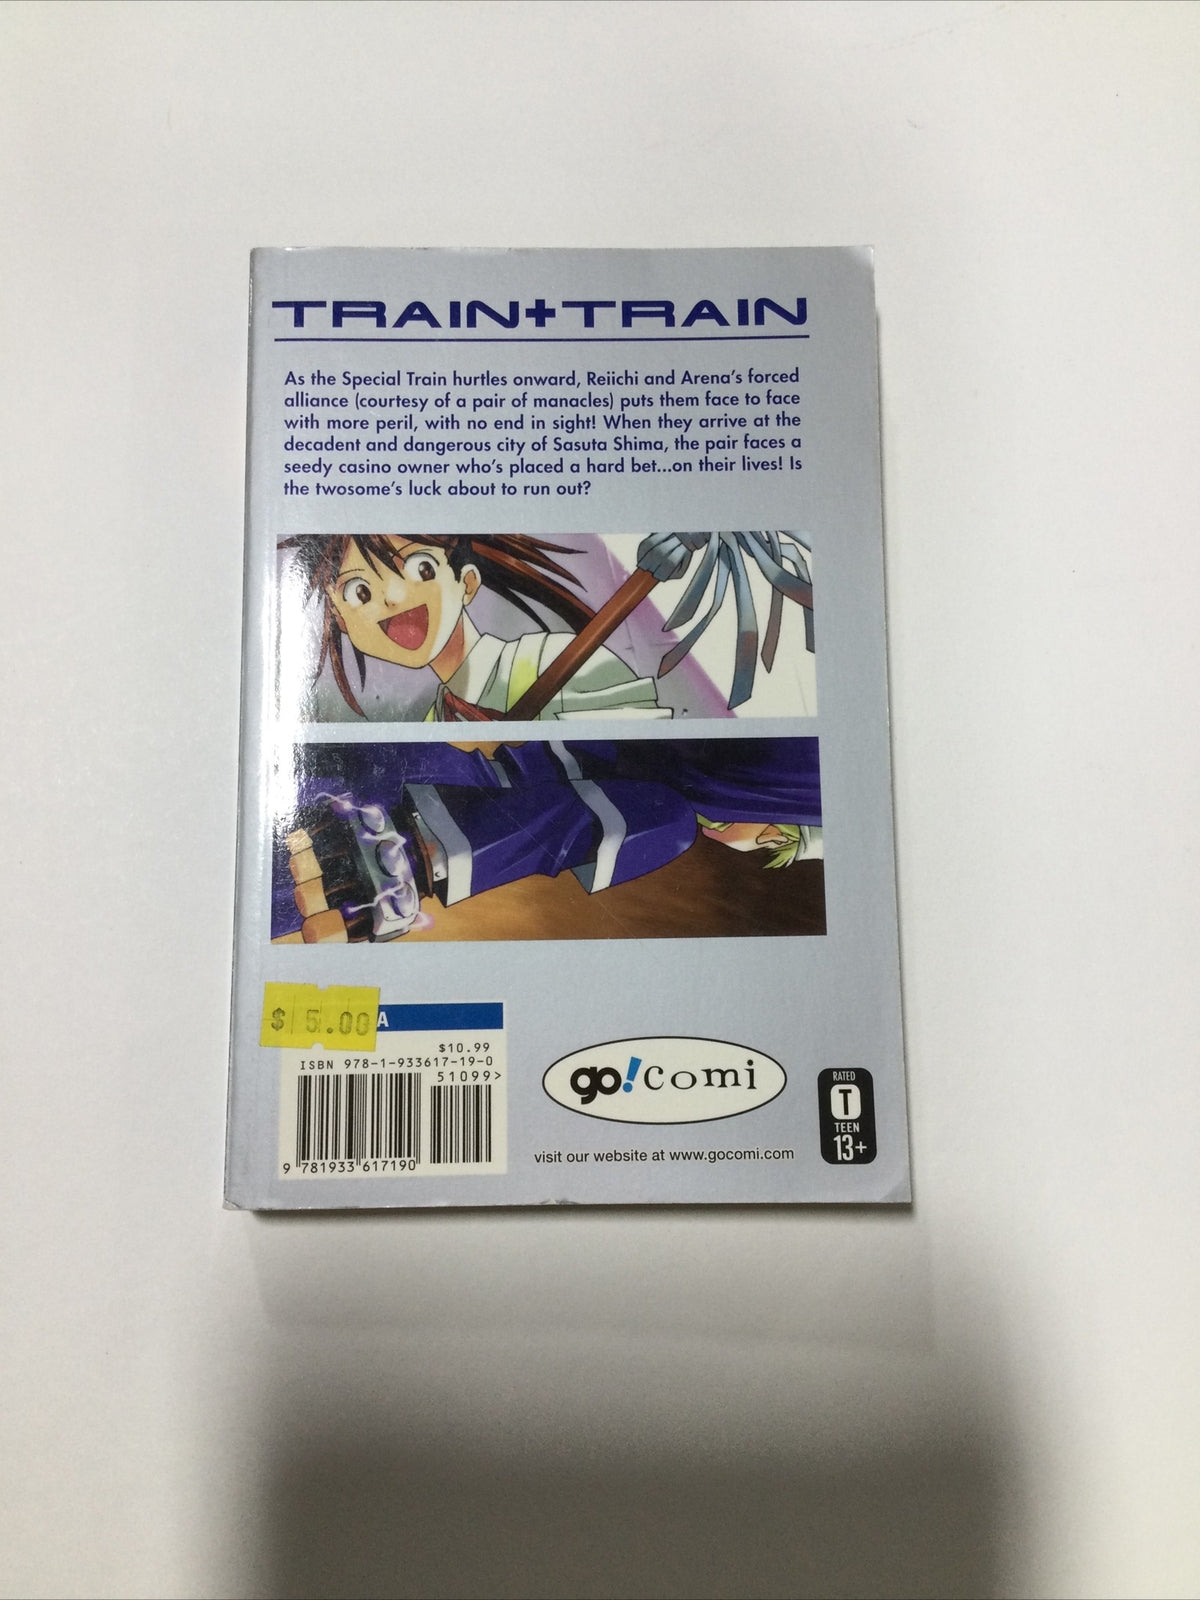 TRAIN+TRAIN
As the Special Train hurtles onward, Reiichi and Arena's forced
alliance (courtesy of a pair of manacles) puts them face to face
with more peril, with no end in sight! When they arrive at the
decadent and dangerous city of Sasuta Shima, the pair faces a
seedy casino owner who's placed a hard bet...on their lives! Is
the twosome's luck about to run out?
$ 5.00
A
$10.99
ISBN 978-1-933617-19-0
51099>
9 781933 617190
go!comi
visit our website at www.gocomi.com
RATED
T
TEEN
13+